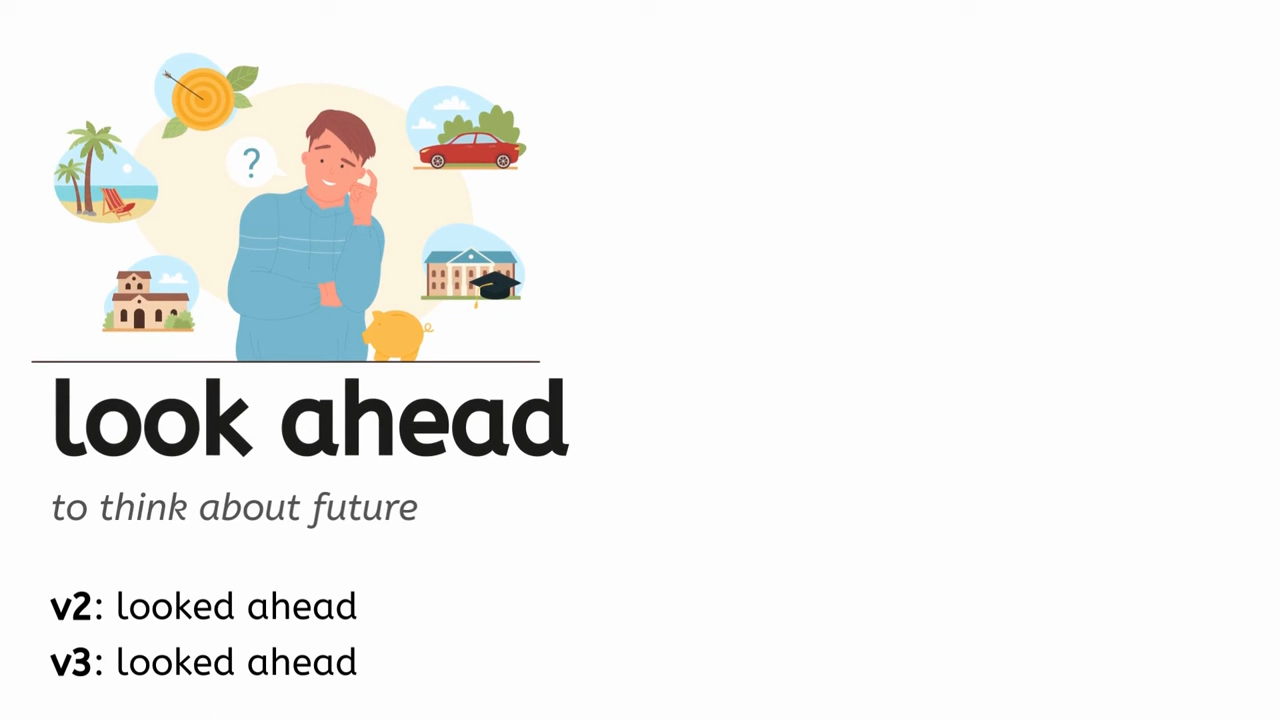 ?
look ahead
to think about future
v2: looked ahead
v3: looked ahead